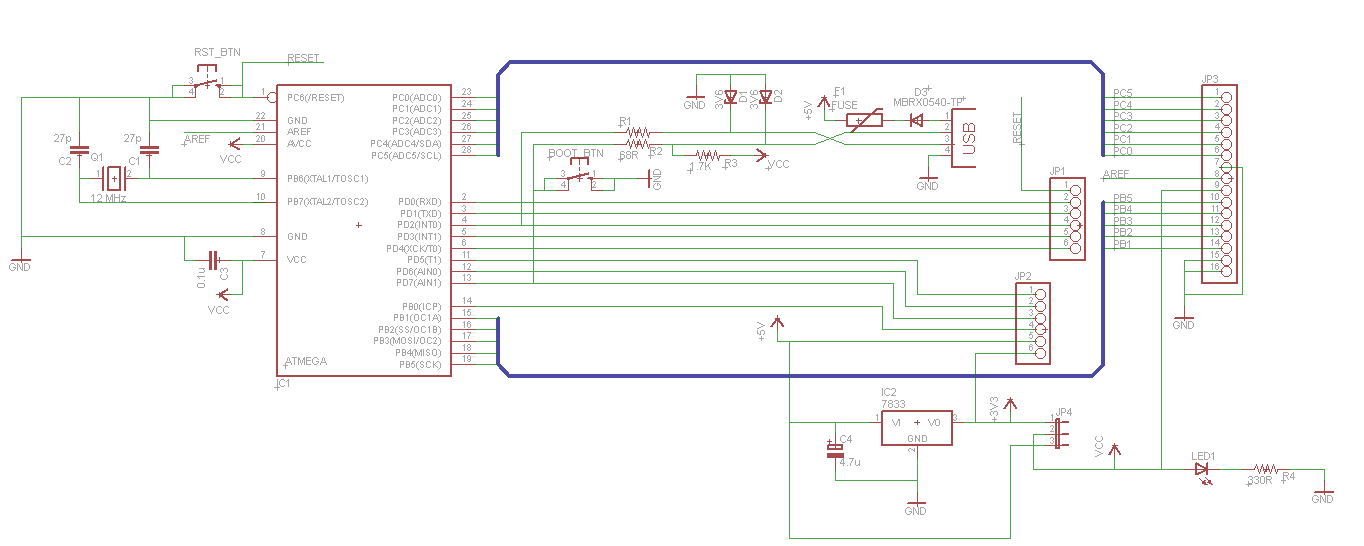 RST_BTN
RESET
3 1
4 2
1 PC6(/RESET) PC0(ADC0) 23
PC1(ADC1) 24
22 GND PC2(ADC2) 25
21 AREF PC3(ADC3) 26
20 AVCC PC4(ADC4/SDA) 27
PC5(ADC5/SCL) 28
AREF
VCC
27p
C2
27p
C1
Q1
1 2
12 MHz
9 PB6(XTAL1/TOSC1)
10 PB7(XTAL2/TOSC2) PD0(RXD) 2
PD1(TXD) 3
PD2(INT0) 4
8 GND PD3(INT1) 5
PD4(XCK/T0) 6
7 VCC PD5(T1) 11
PD6(AIN0) 12
PD7(AIN1) 13
PB0(ICP) 14
PB1(OC1A) 15
PB2(SS/OC1B) 16
PB3(MOSI/OC2) 17
PB4(MISO) 18
PB5(SCK) 19
ATMEGA
IC1
GND
0.1u
C3
VCC
GND
3V6
D1
3V6
D2
R1
68R
R2
1.7K
R3
VCC
BOOT_BTN
3 1
4 2
GND
+5V
F1
FUSE
D3
MBRX0540-TP
1
2
3
4
USB
GND
RESET
JP1
1
2
3
4
5
6
JP2
1
2
3
4
5
6
JP3
PC5 1
PC4 2
PC3 3
PC2 4
PC1 5
PC0 6
7
AREF 8
9
PB5 10
PB4 11
PB3 12
PB2 13
PB1 14
15
16
GND
+5V
IC2
7833
1 VI VO 3
GND
2
C4
4.7u
GND
+3V3
JP4
1
2
3
VCC
LED1
330R
R4
GND